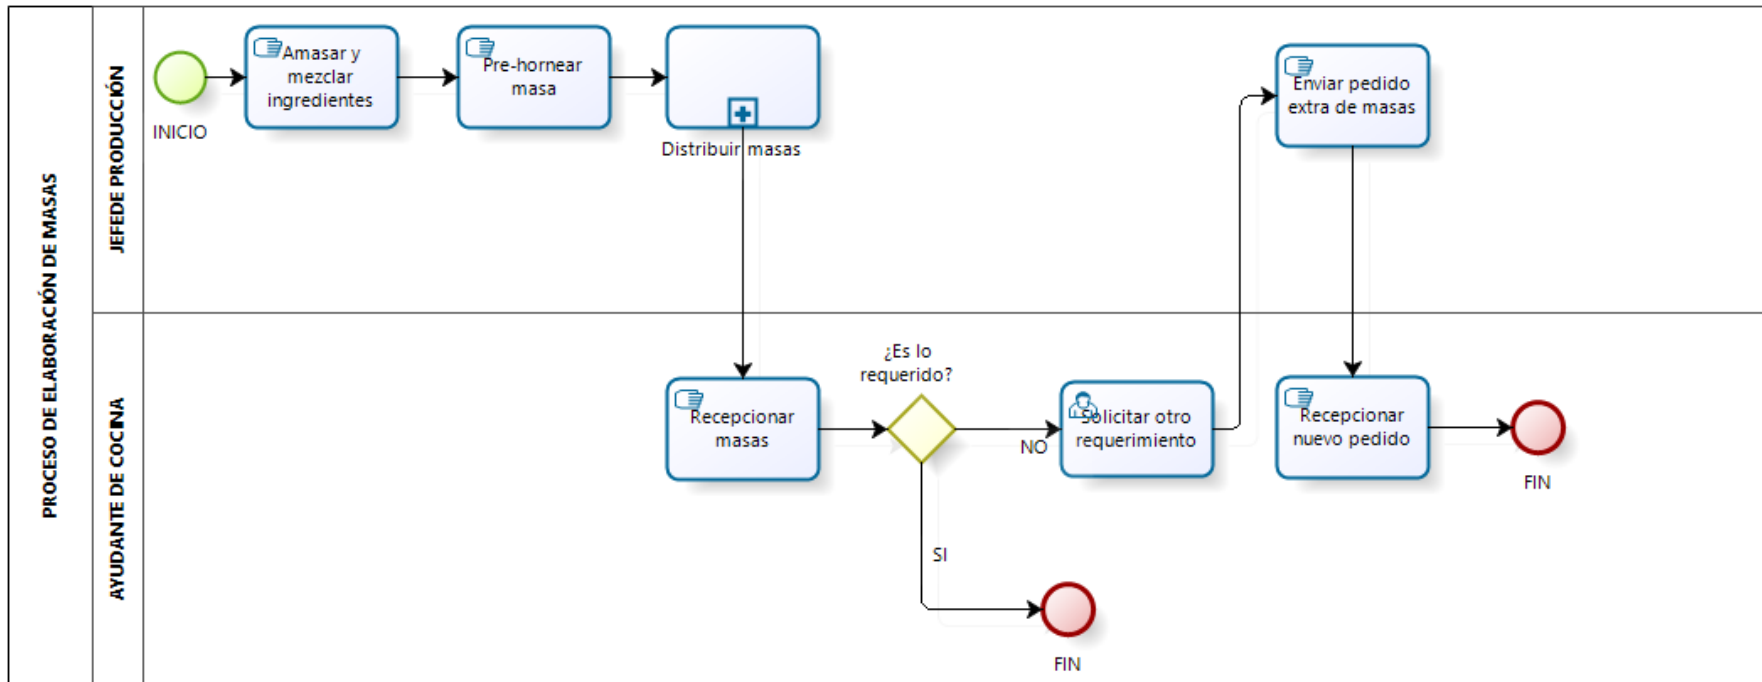 PROCESO DE ELABORACIÓN DE MASAS
JEFEDE PRODUCCIÓN
INICIO
Amasar y
mezclar
ingredientes
Pre-hornear
masa
Distribuir masas
Enviar pedido
extra de masas
AYUDANTE DE COCINA
Recepcionar
masas
¿Es lo
requerido?
NO
SI
FIN
Solicitar otro
requerimiento
Recepcionar
nuevo pedido
FIN